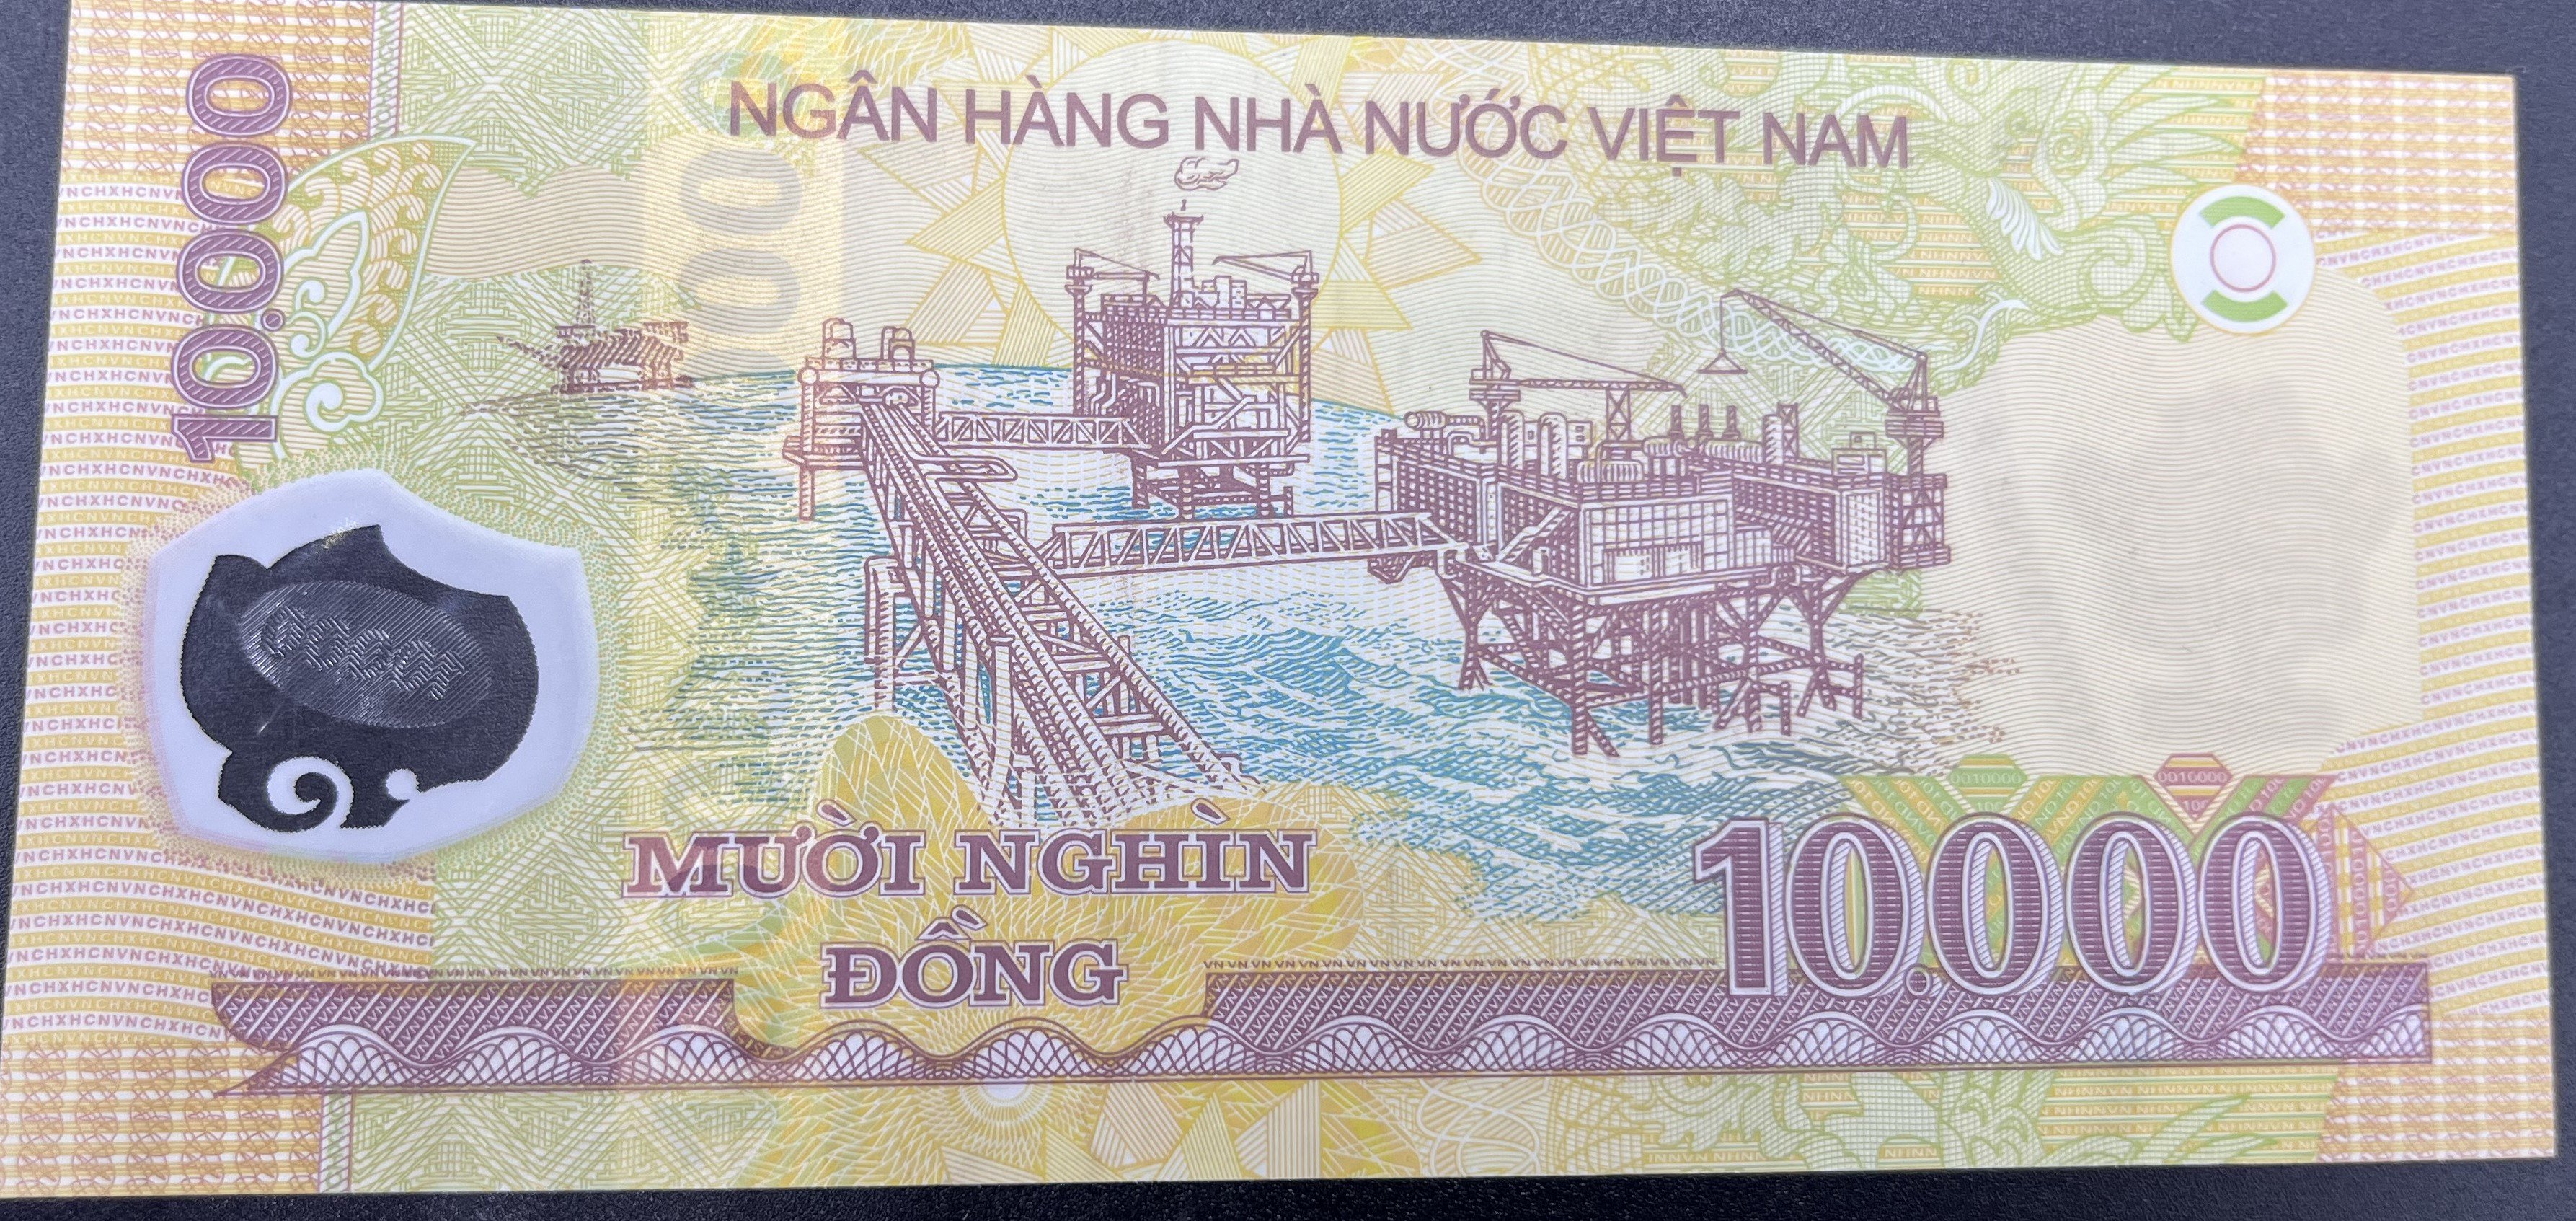 NGÂN HÀNG NHÀ NƯỚC VIỆT NAM
10.000
MƯỜI NGHÌN
ĐỒNG
10.000